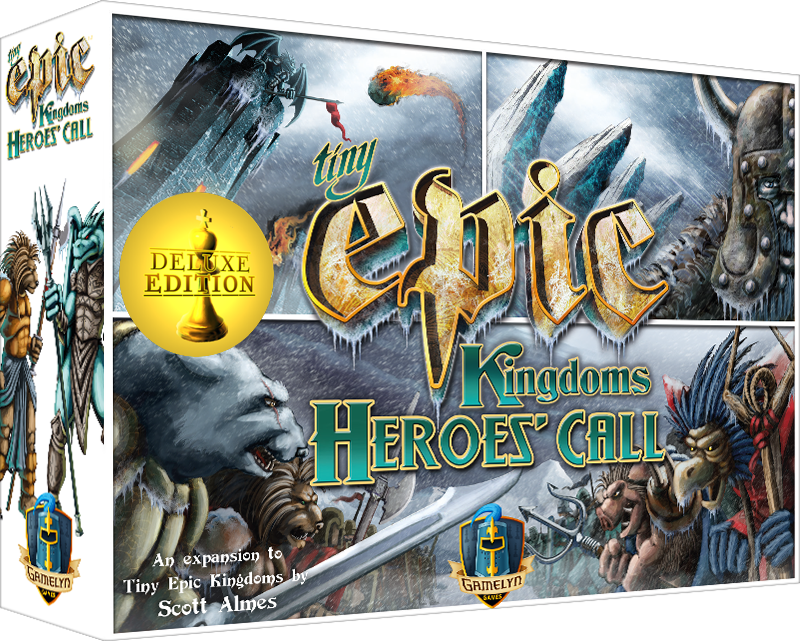 tiny
epic
Kingdoms
HEROES' CALL
GAMELYN
GAMES
tiny
epic
Kingdoms
HEROES' CALL
DELUXE
EDITION
An expansion to
Tiny Epic Kingdoms by
Scott Almes
GAMELYN
GAMES